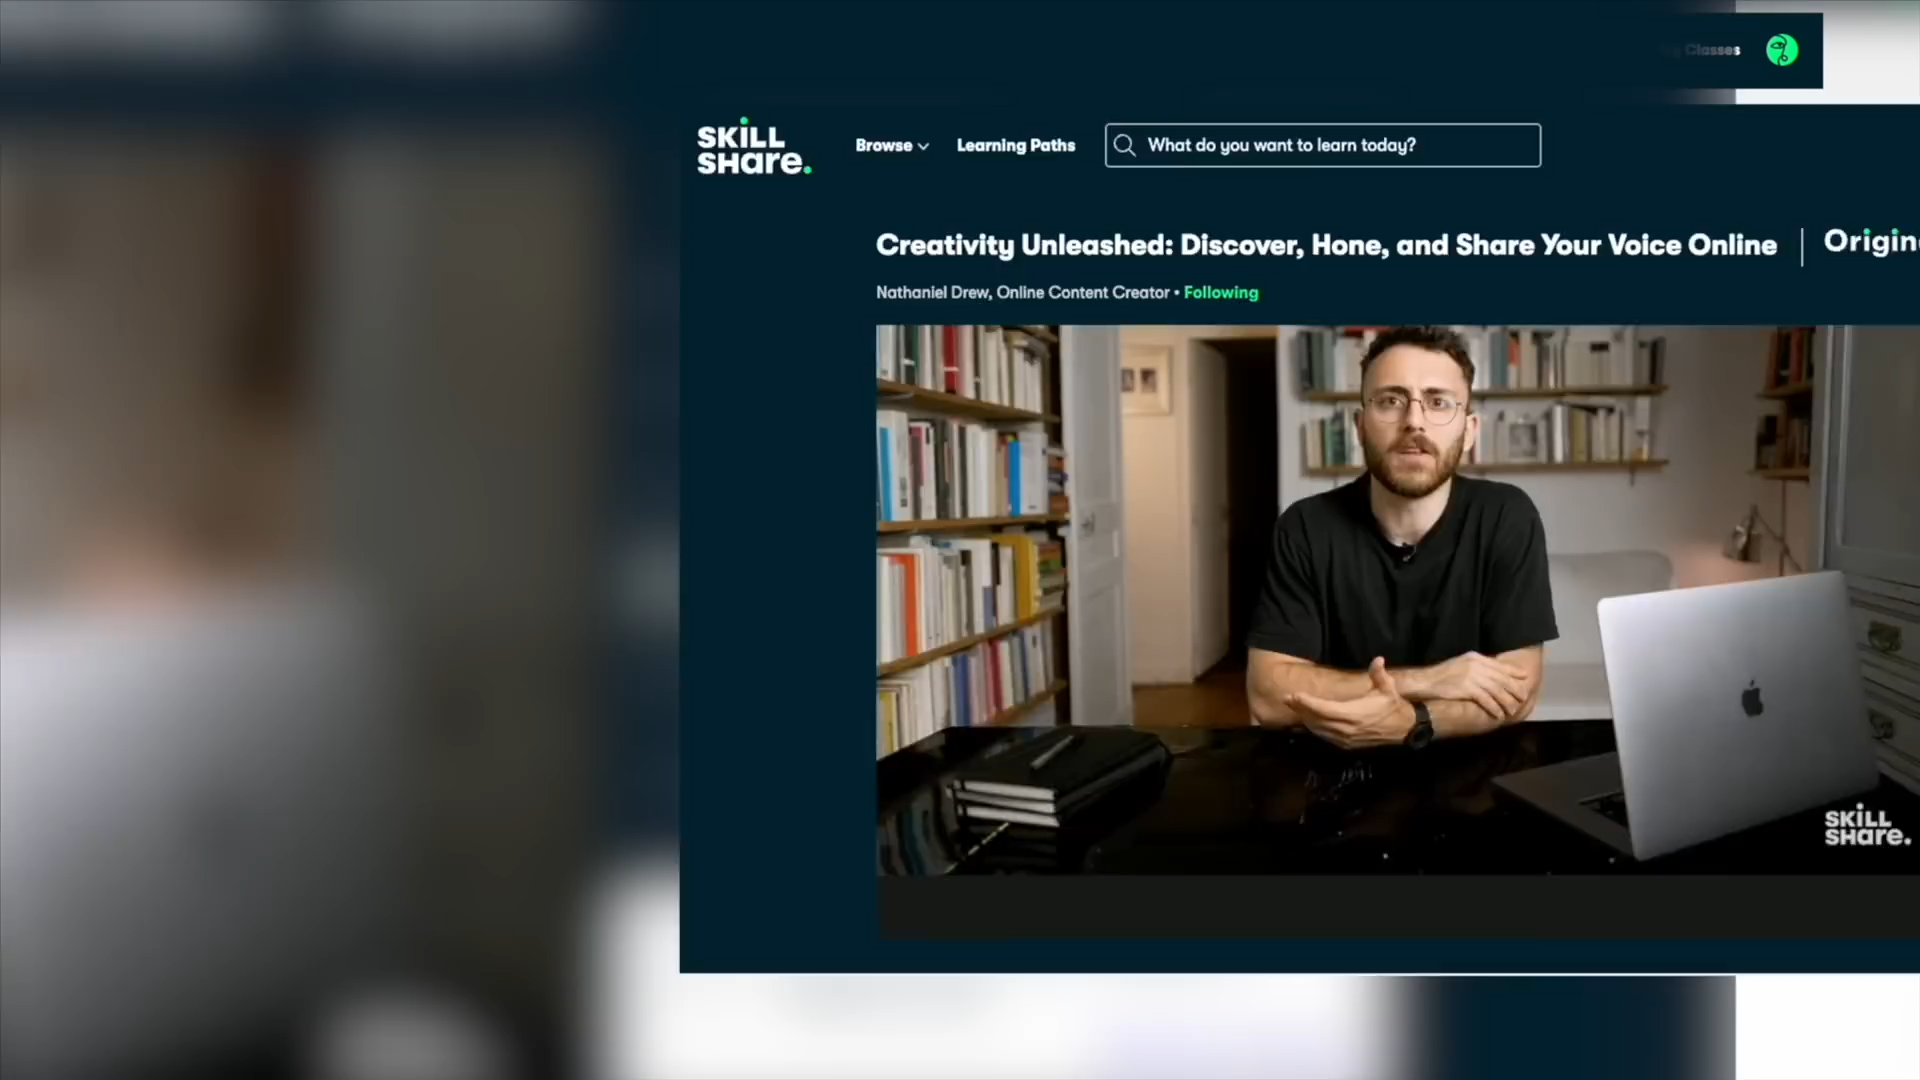 Classes
SKILL
SHare.
Browse
Learning Paths
What do you want to learn today?
Creativity Unleashed: Discover, Hone, and Share Your Voice Online
Nathaniel Drew, Online Content Creator • Following
SKILL
SHare.